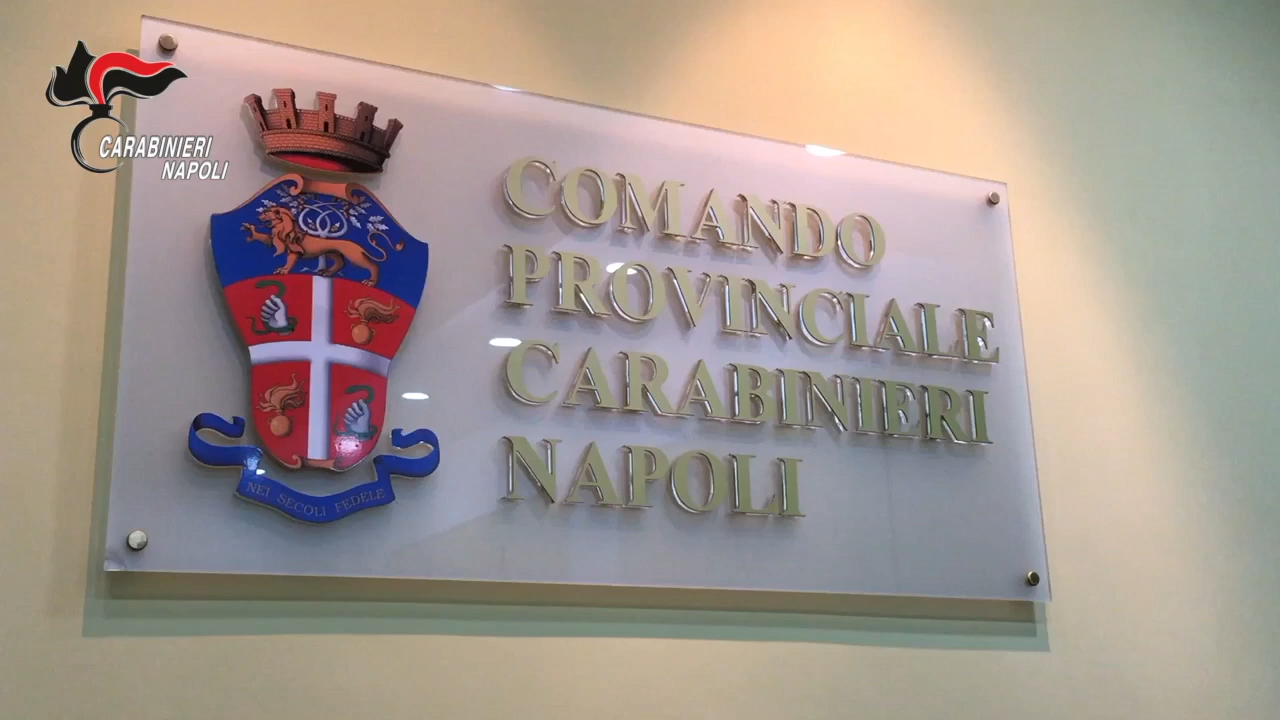 CARABINIERI
NAPOLI
COMANDO
PROVINCIALE
CARABINIERI
NAPOLI
NEI SECOLI FEDELE